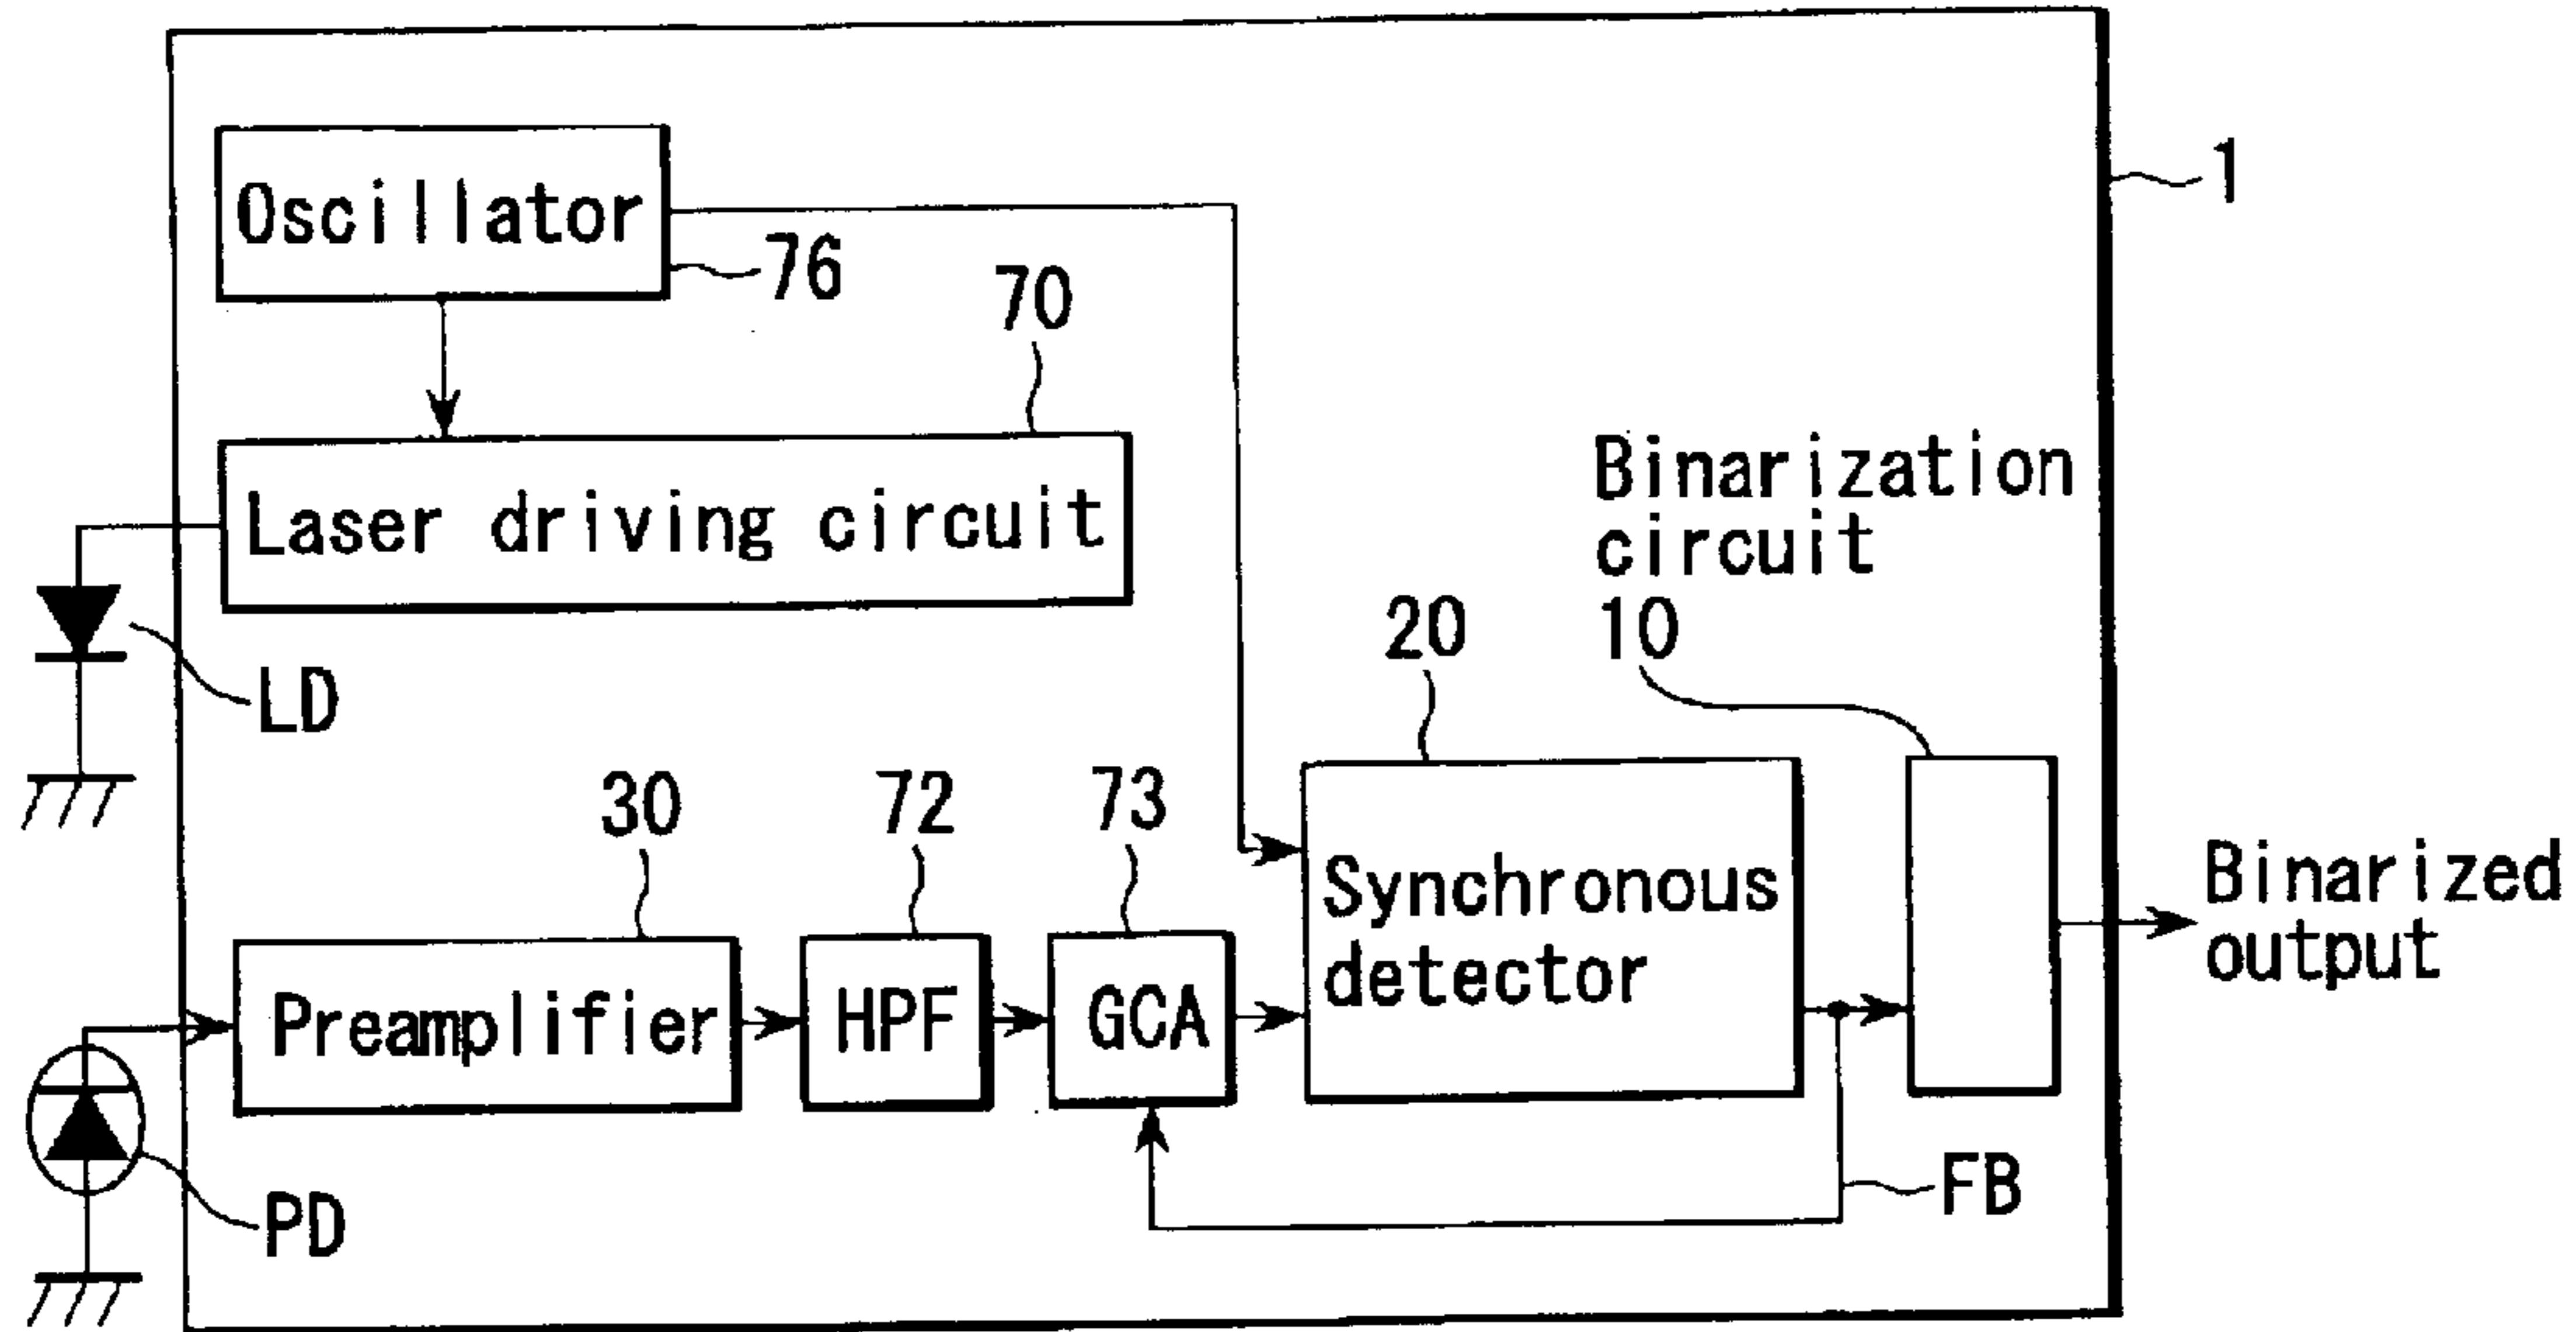 1
Oscillator
76
70
Laser driving circuit
Binarization
circuit
10
20
LD
30
72
73
Synchronous
detector
Binarized
output
Preamplifier
HPF
GCA
FB
PD